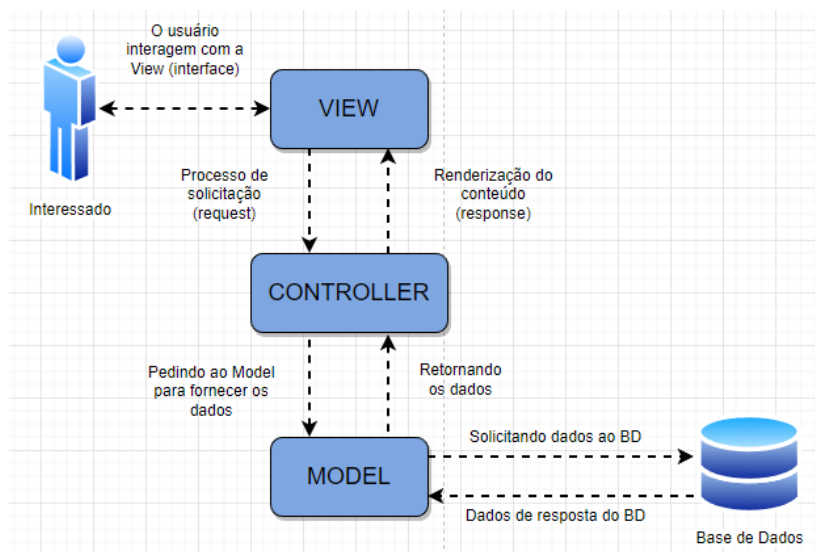 O usuário
interagem com a
View (interface)
VIEW
Interessado
Processo de
solicitação
(request)
Renderização do
conteúdo
(response)
CONTROLLER
Pedindo ao Model
para fornecer os
dados
Retornando
os dados
MODEL
Solicitando dados ao BD
Dados de resposta do BD
Base de Dados